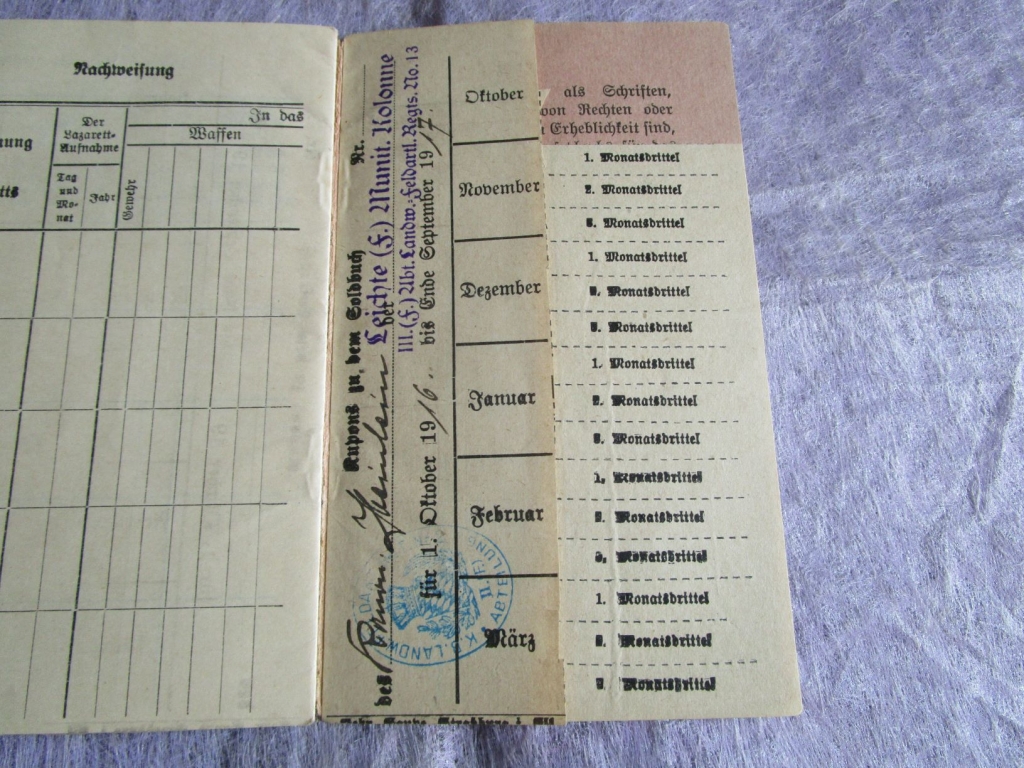 Nachweisung
In das
Der
Lazarett-
Aufnahme
Waffen
Tag
und
Mo-
nat
Jahr
Gewehr
Kupons zu dem Soldbuch Nr.
des
der Leichte (F.) Munit. Kolonne
III. (F.) Abt. Landw.-Feldartl. Regts. No. 13
für 1. Oktober 1916. bis Ende September 1917.
K.B. LANDW
II
ABTEILUNG
Oktober
November
Dezember
Januar
Februar
März
als Schriften,
von Rechten oder
Erheblichkeit sind,
1. Monatsdrittel
2. Monatsdrittel
3. Monatsdrittel
1. Monatsdrittel
2. Monatsdrittel
3. Monatsdrittel
1. Monatsdrittel
2. Monatsdrittel
3. Monatsdrittel
1. Monatsdrittel
2. Monatsdrittel
3. Monatsdrittel
1. Monatsdrittel
2. Monatsdrittel
3. Monatsdrittel